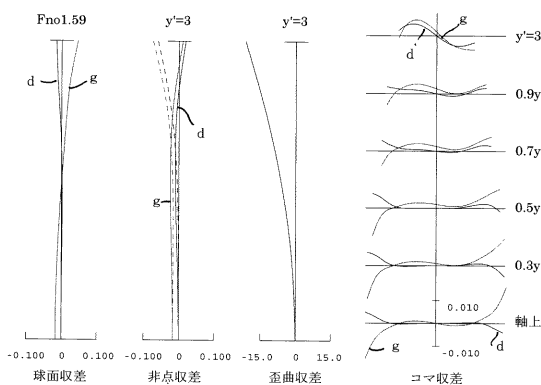 Fno1.59
y'=3
y'=3
g
y'=3
d'
d
g
0.9y
d
0.7y
g
0.5y
0.3y
0.010
軸上
-0.100 0 0.100
-0.100 0 0.100
-15.0 0 15.0
g
d
-0.010
球面収差
非点収差
歪曲収差
コマ収差